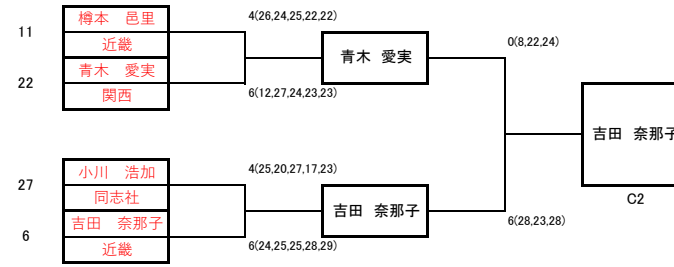 11
樽本 邑里
近畿
4(26,24,25,22,22)
22
青木 愛実
関西
6(12,27,24,23,23)
青木 愛実
0(8,22,24)
27
小川 浩加
同志社
4(25,20,27,17,23)
6
吉田 奈那子
近畿
6(24,25,25,28,29)
吉田 奈那子
6(28,23,28)
吉田 奈那子
C2